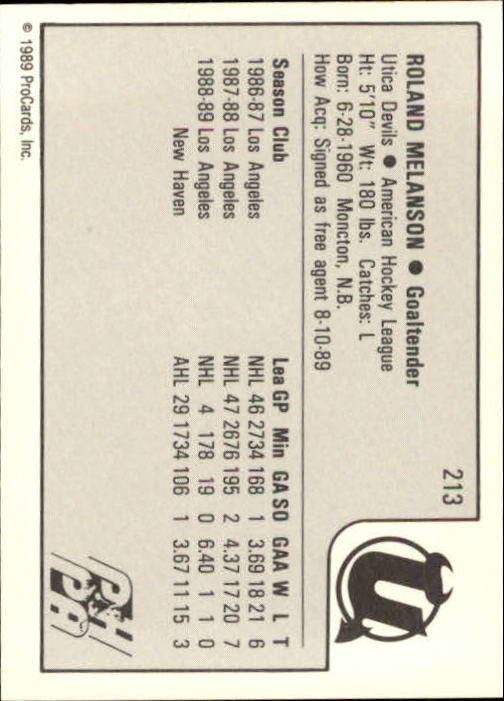 213
ROLAND MELANSON ● Goaltender
Utica Devils ● American Hockey League
Ht: 5'10" Wt: 180 lbs. Catches: L
Born: 6-28-1960 Moncton, N.B.
How Acq: Signed as free agent 8-10-89
Season Club Lea GP Min GA SO GAA W L T
1986-87 Los Angeles NHL 46 2734 168 1 3.69 18 21 6
1987-88 Los Angeles NHL 47 2676 195 2 4.37 17 20 7
1988-89 Los Angeles NHL 4 178 19 0 6.40 1 1 0
New Haven AHL 29 1734 106 1 3.67 11 15 3
© 1989 ProCards, Inc.
U
PHPA